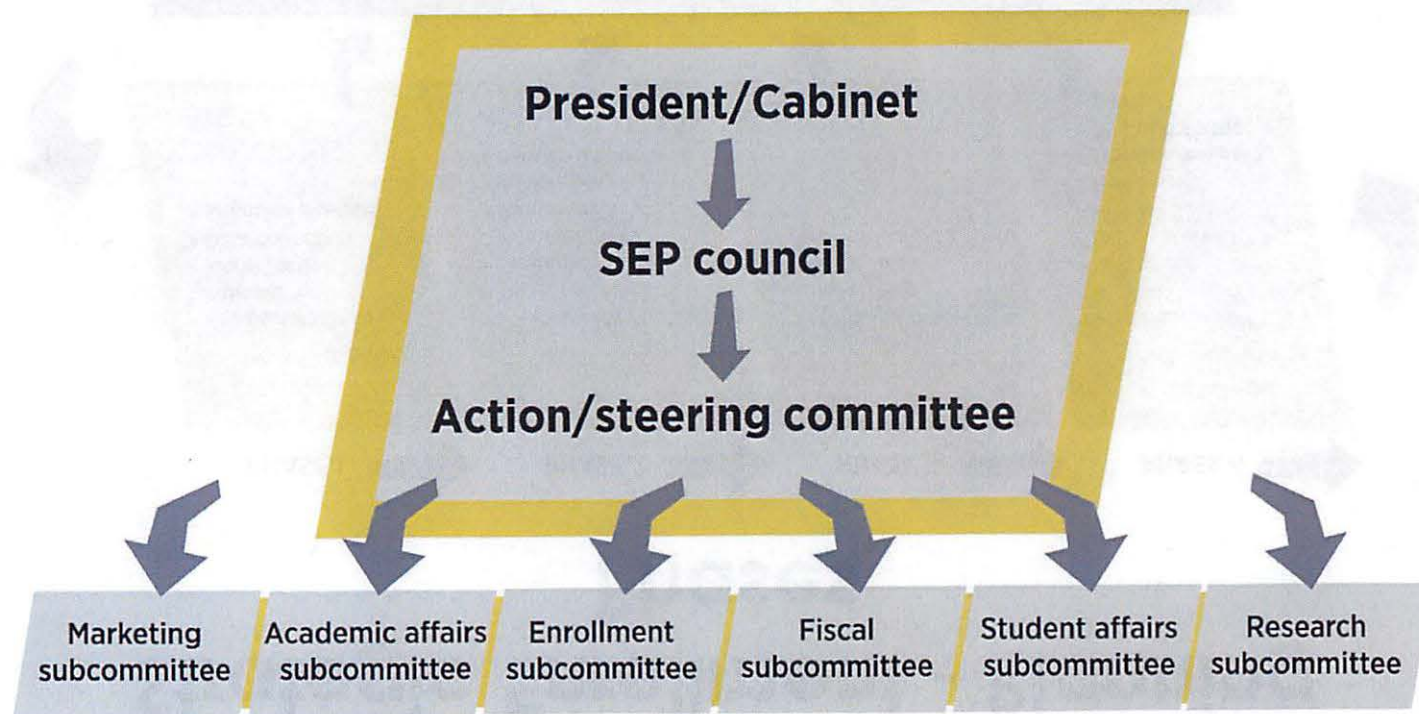 President/Cabinet
SEP council
Action/steering committee
Marketing
subcommittee
Academic affairs
subcommittee
Enrollment
subcommittee
Fiscal
subcommittee
Student affairs
subcommittee
Research
subcommittee